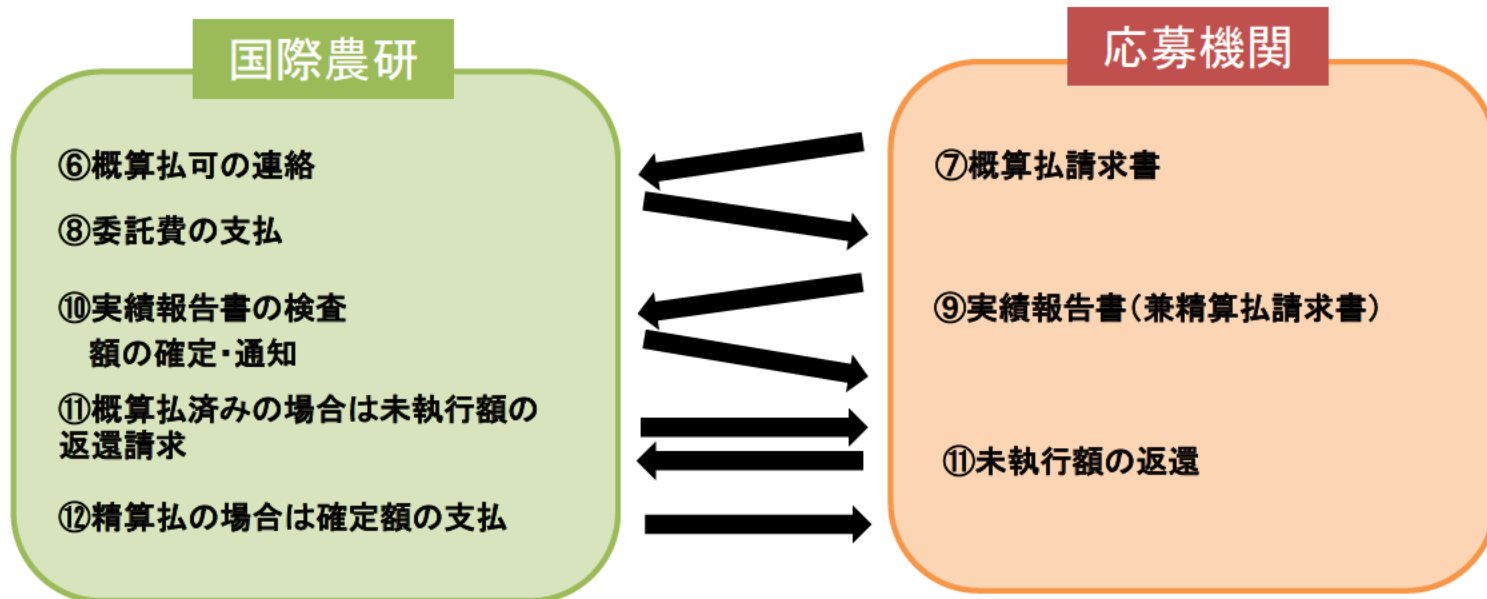 国際農研
⑥概算払可の連絡
⑧委託費の支払
⑩実績報告書の検査
額の確定・通知
⑪概算払済みの場合は未執行額の
返還請求
⑫精算払の場合は確定額の支払
応募機関
⑦概算払請求書
⑨実績報告書（兼精算払請求書）
⑪未執行額の返還